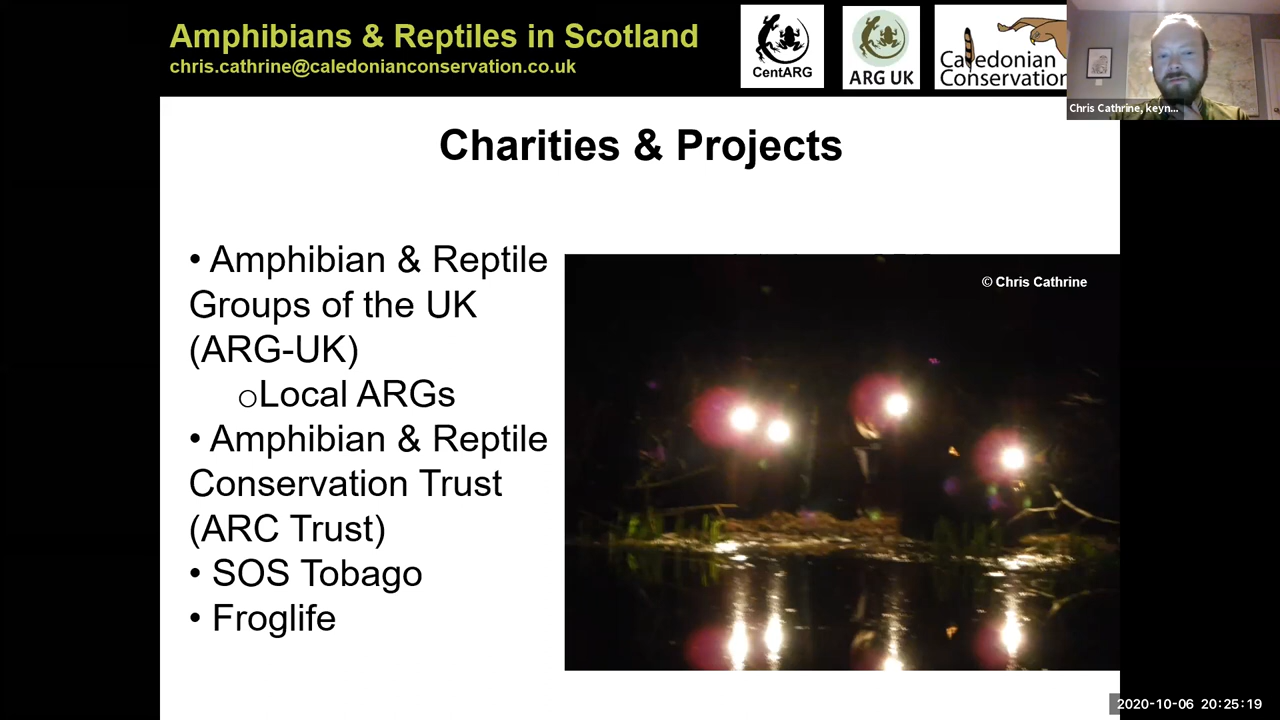 Amphibians & Reptiles in Scotland
chris.cathrine@caledonianconservation.co.uk
CentARG
ARG UK
Caledonian
Conservation
Chris Cathrine, keyn...
Charities & Projects
• Amphibian & Reptile
Groups of the UK
(ARG-UK)
○Local ARGs
• Amphibian & Reptile
Conservation Trust
(ARC Trust)
• SOS Tobago
• Froglife
© Chris Cathrine
2020-10-06 20:25:19